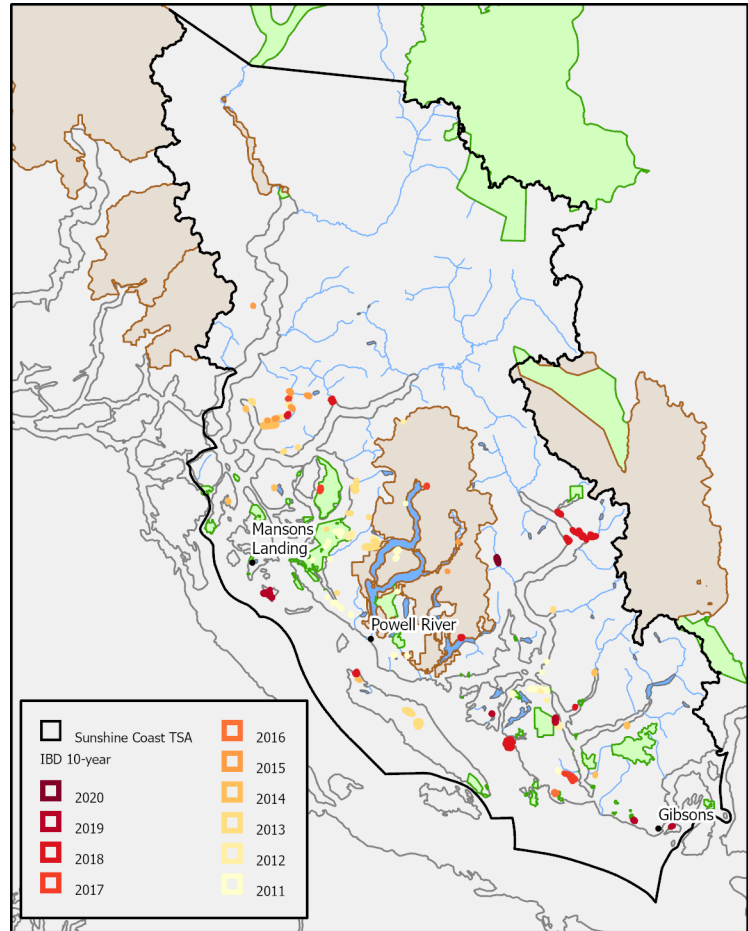 Mansons
Landing
Powell River
Gibsons
Sunshine Coast TSA
IBD 10-year
2020
2019
2018
2017
2016
2015
2014
2013
2012
2011